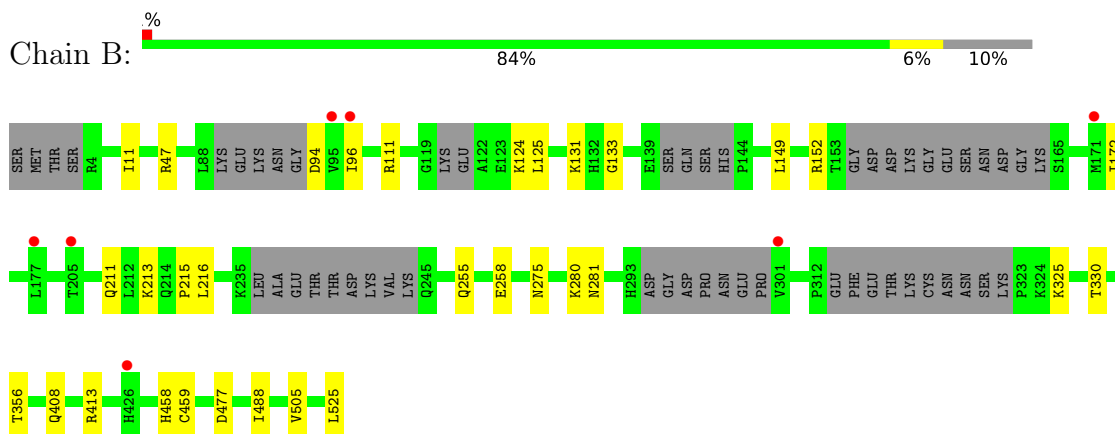 %
Chain B:
84% 6% 10%
SER MET THR SER R4 I11 R47 L88 LYS GLU LYS ASN GLY D94 V95 I96 R111 G119 LYS GLU A122 E123 K124 L125 K131 H132 G133 E139 SER GLN SER HIS P144 L149 R152 T153 GLY ASP ASP LYS GLY GLU SER ASN ASP GLY LYS S165 M171
L177 T205 Q211 L212 K213 Q214 P215 L216 K235 LEU ALA GLU THR THR ASP LYS VAL LYS Q245 Q255 E258 N275 K280 N281 H293 ASP GLY ASP PRO ASN GLU PRO V301 P312 GLU PHE GLU THR LYS CYS ASN ASN SER LYS P323 K324 K325 T330
T356 Q408 R413 H426 H458 C459 D477 I488 V505 L525